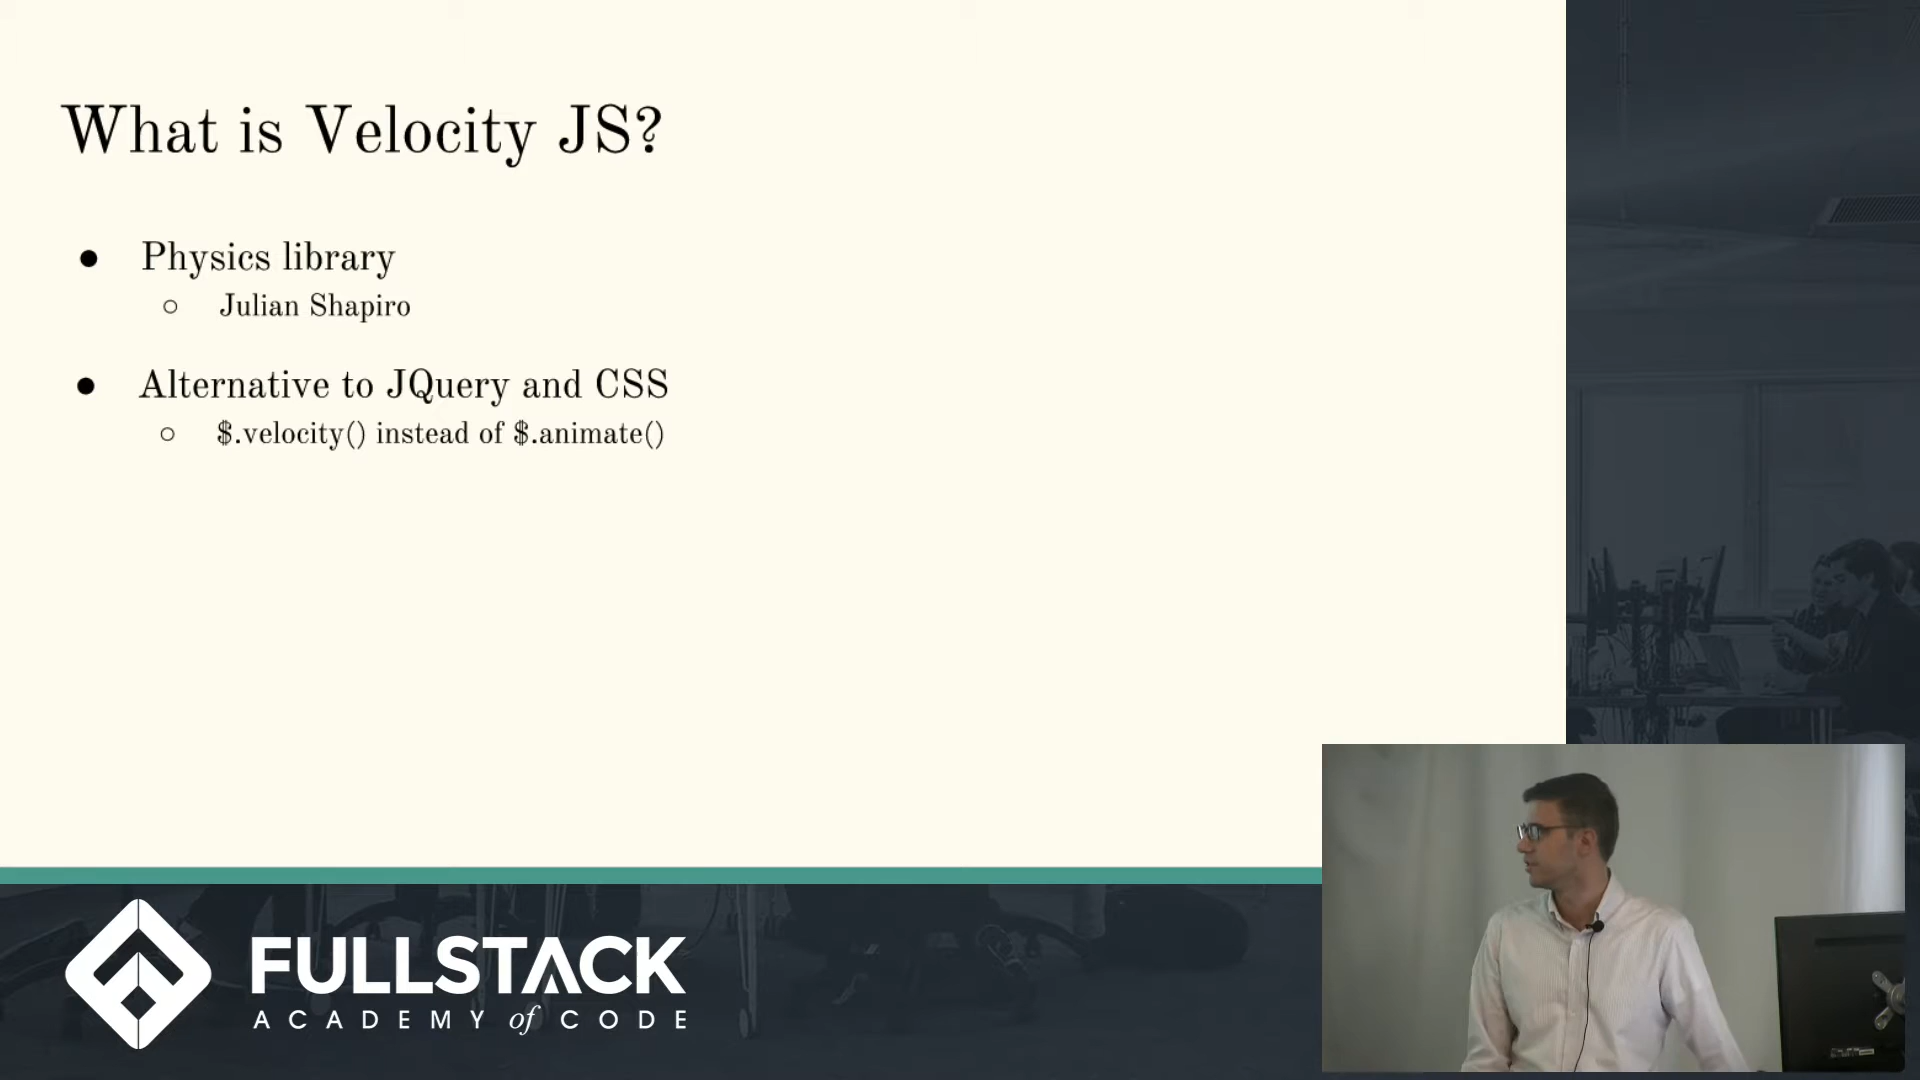 What is Velocity JS?
● Physics library
○ Julian Shapiro
● Alternative to JQuery and CSS
○ $.velocity() instead of $.animate()
FULLSTACK
ACADEMY of CODE